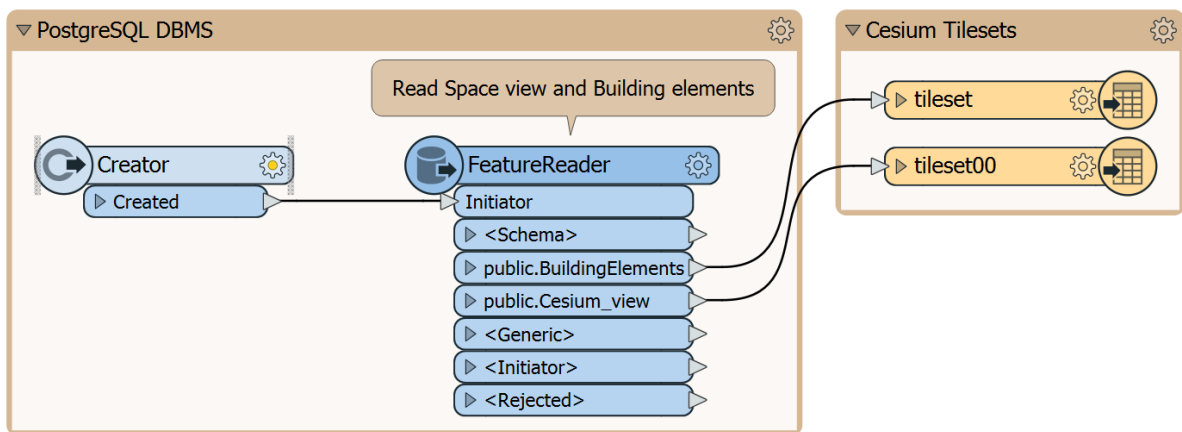 PostgreSQL DBMS
Cesium Tilesets
Read Space view and Building elements
tileset
Creator
FeatureReader
tileset00
Created
Initiator
<Schema>
public.BuildingElements
public.Cesium_view
<Generic>
<Initiator>
<Rejected>